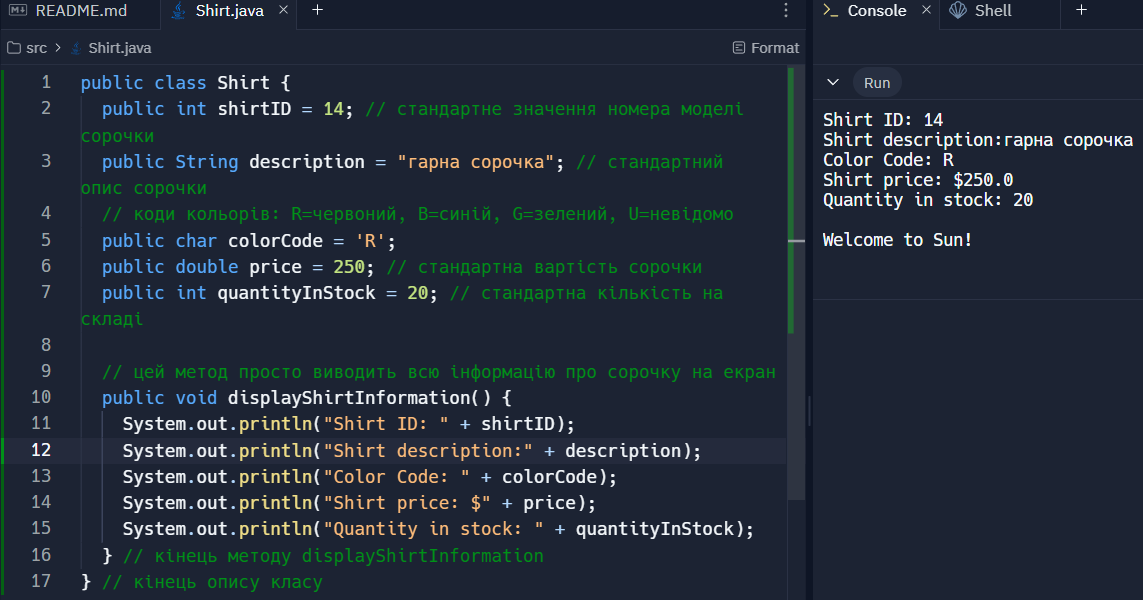 README.md
Shirt.java × +
Console × Shell +
src > Shirt.java
Format
1 public class Shirt {
2 public int shirtID = 14; // стандартне значення номера моделі
сорочки
3 public String description = "гарна сорочка"; // стандартний
опис сорочки
4 // коди кольорів: R=червоний, B=синій, G=зелений, U=невідомо
5 public char colorCode = 'R';
6 public double price = 250; // стандартна вартість сорочки
7 public int quantityInStock = 20; // стандартна кількість на
складі
8
9 // цей метод просто виводить всю інформацію про сорочку на екран
10 public void displayShirtInformation() {
11 System.out.println("Shirt ID: " + shirtID);
12 System.out.println("Shirt description:" + description);
13 System.out.println("Color Code: " + colorCode);
14 System.out.println("Shirt price: $" + price);
15 System.out.println("Quantity in stock: " + quantityInStock);
16 } // кінець методу displayShirtInformation
17 } // кінець опису класу
Run
Shirt ID: 14
Shirt description:гарна сорочка
Color Code: R
Shirt price: $250.0
Quantity in stock: 20
Welcome to Sun!